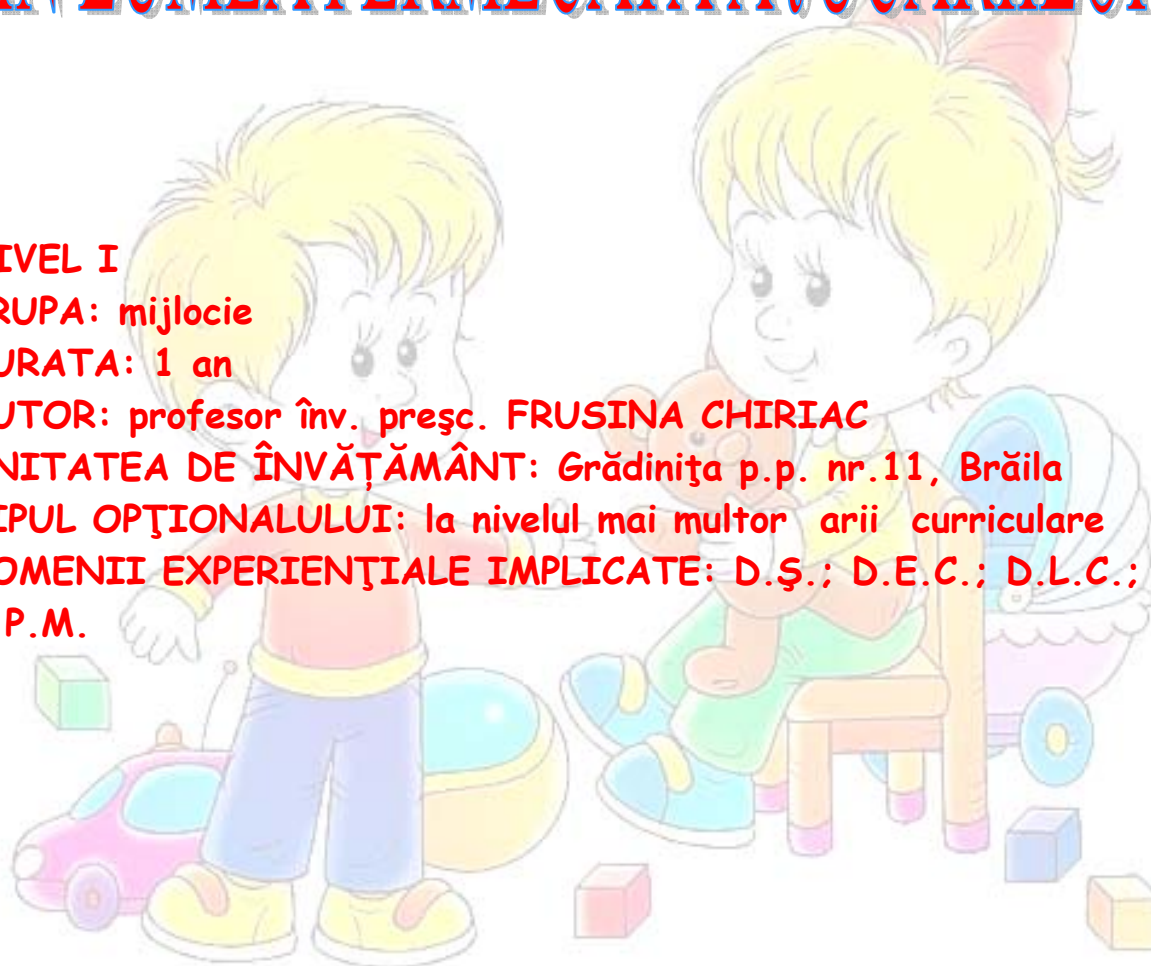 IVEL I
RUPA: mijlocie
URATA: 1 an
UTOR: profesor înv. preşc. FRUSINA CHIRIAC
NITATEA DE ÎNVĂȚĂMÂNT: Grădiniţa p.p. nr.11, Brăila
IPUL OPŢIONALULUI: la nivelul mai multor arii curriculare
OMENII EXPERIENŢIALE IMPLICATE: D.Ş.; D.E.C.; D.L.C.;
P.M.